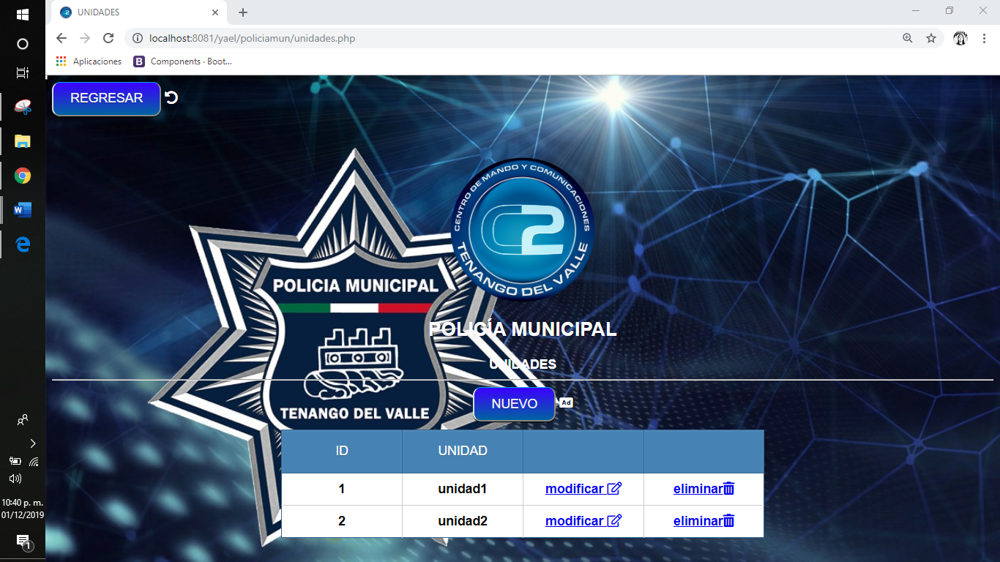 UNIDADES
localhost:8081/yael/policiamun/unidades.php
Aplicaciones
B Components · Boot...
REGRESAR
CENTRO DE MANDO Y COMUNICACIONES
C2
TENANGO DEL VALLE
POLICIA MUNICIPAL
TENANGO DEL VALLE
POLICÍA MUNICIPAL
UNIDADES
NUEVO Ad
ID UNIDAD
1 unidad1 modificar eliminar
2 unidad2 modificar eliminar
10:40 p. m.
01/12/2019
1